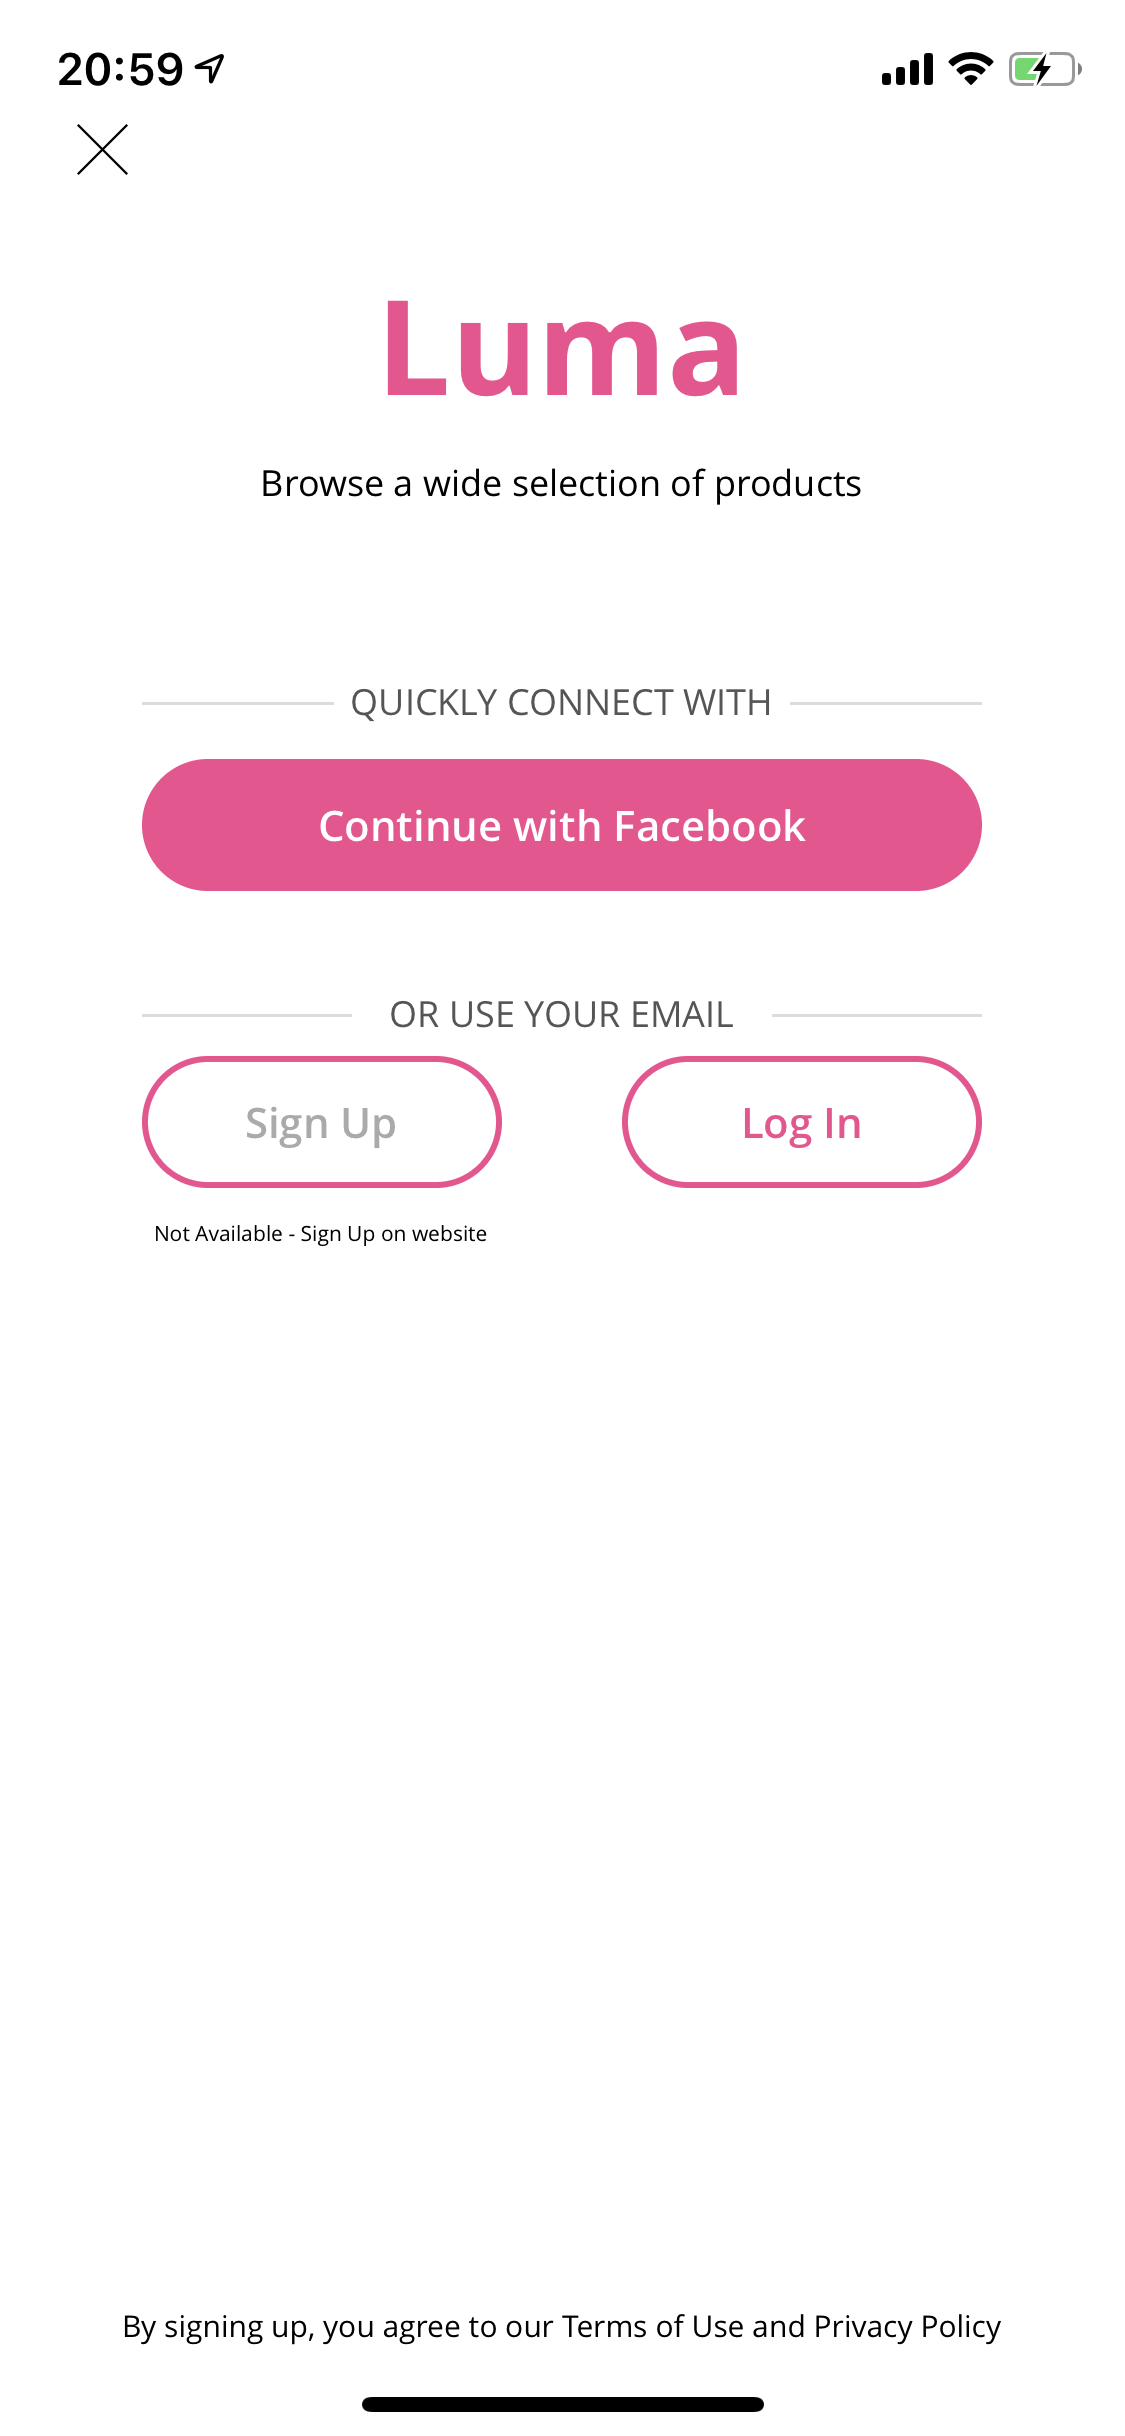 20:59
Luma
Browse a wide selection of products
QUICKLY CONNECT WITH
Continue with Facebook
OR USE YOUR EMAIL
Sign Up
Log In
Not Available - Sign Up on website
By signing up, you agree to our Terms of Use and Privacy Policy